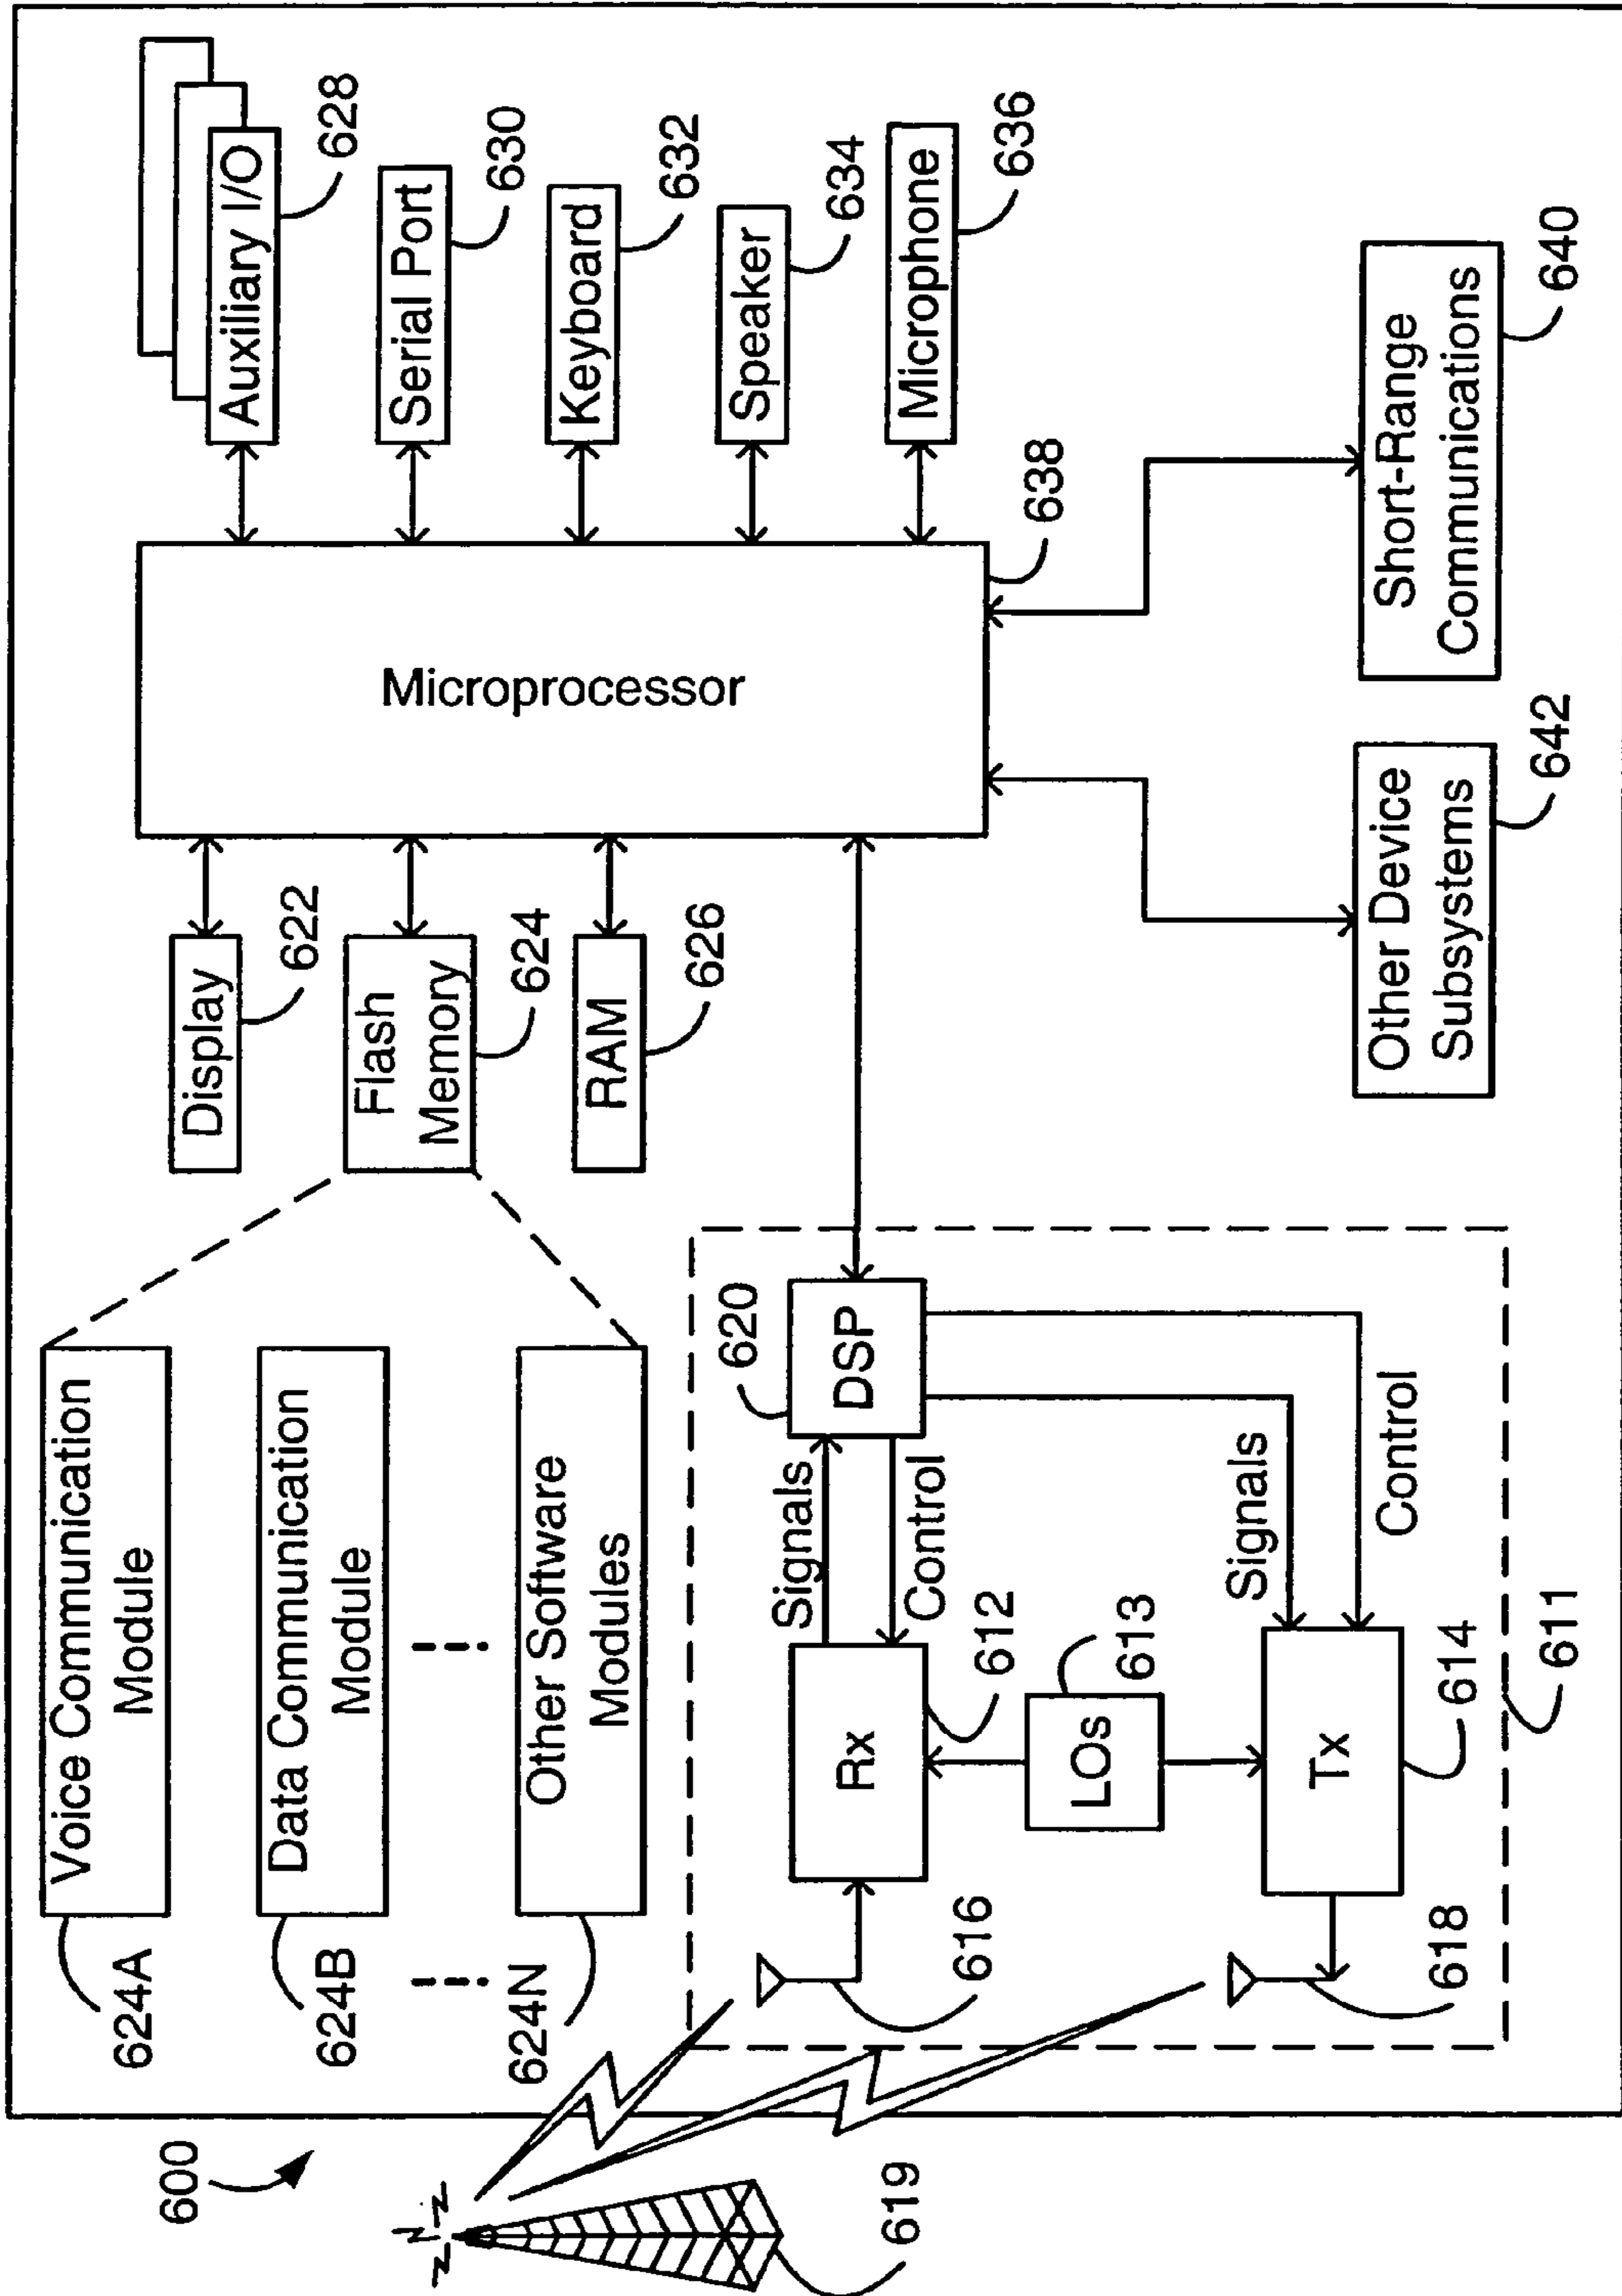 600
619
Voice Communication
Module
624A
Data Communication
Module
624B
Other Software
Modules
624N
Display
622
Flash
Memory
624
RAM
626
Microprocessor
638
Auxiliary I/O
628
Serial Port
630
Keyboard
632
Speaker
634
Microphone
636
Short-Range
Communications
640
Other Device
Subsystems
642
DSP
620
Signals
Control
Rx
612
LOs
613
Signals
Control
Tx
614
616
618
611